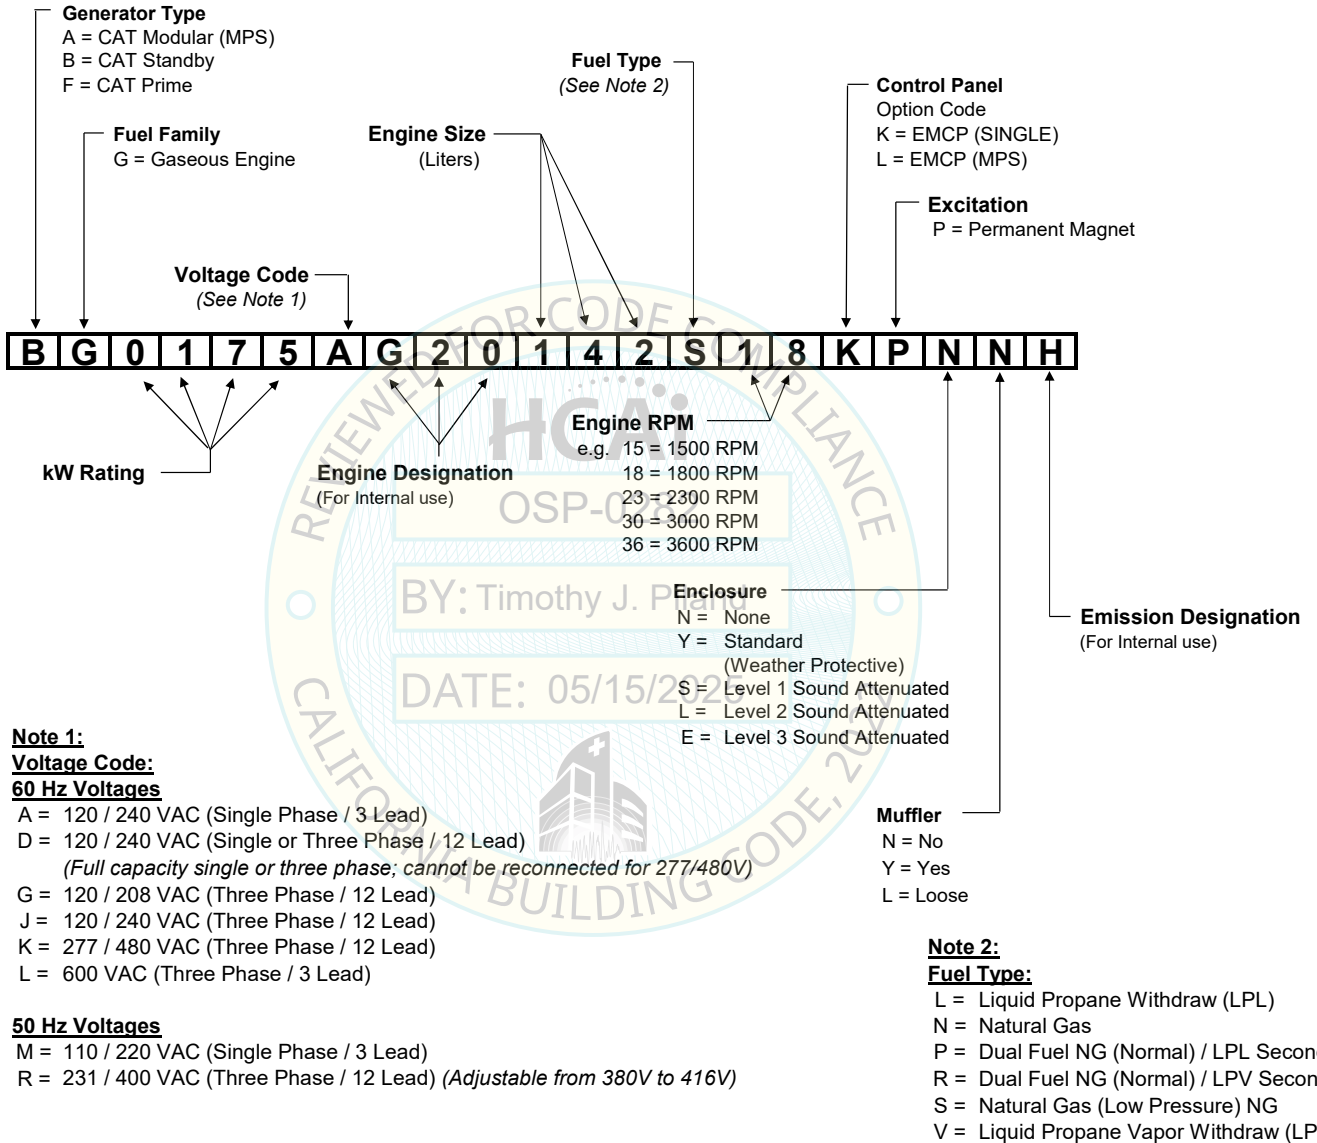 Generator Type
A = CAT Modular (MPS)
B = CAT Standby
F = CAT Prime
Fuel Family
G = Gaseous Engine
Engine Size
(Liters)
Fuel Type
(See Note 2)
Control Panel
Option Code
K = EMCP (SINGLE)
L = EMCP (MPS)
Excitation
P = Permanent Magnet
Voltage Code
(See Note 1)
B G 0 1 7 5 A G 2 0 1 4 2 S 1 8 K P N N H
kW Rating
Engine Designation
(For Internal use)
Engine RPM
e.g. 15 = 1500 RPM
18 = 1800 RPM
23 = 2300 RPM
30 = 3000 RPM
36 = 3600 RPM
Enclosure
N = None
Y = Standard
(Weather Protective)
S = Level 1 Sound Attenuated
L = Level 2 Sound Attenuated
E = Level 3 Sound Attenuated
Emission Designation
(For Internal use)
Muffler
N = No
Y = Yes
L = Loose
REVIEWED FOR CODE COMPLIANCE
HCAi
OSP-0282
BY: Timothy J. Piland
DATE: 05/15/2025
CALIFORNIA BUILDING CODE, 2022
Note 1:
Voltage Code:
60 Hz Voltages
A = 120 / 240 VAC (Single Phase / 3 Lead)
D = 120 / 240 VAC (Single or Three Phase / 12 Lead)
(Full capacity single or three phase; cannot be reconnected for 277/480V)
G = 120 / 208 VAC (Three Phase / 12 Lead)
J = 120 / 240 VAC (Three Phase / 12 Lead)
K = 277 / 480 VAC (Three Phase / 12 Lead)
L = 600 VAC (Three Phase / 3 Lead)
50 Hz Voltages
M = 110 / 220 VAC (Single Phase / 3 Lead)
R = 231 / 400 VAC (Three Phase / 12 Lead) (Adjustable from 380V to 416V)
Note 2:
Fuel Type:
L = Liquid Propane Withdraw (LPL)
N = Natural Gas
P = Dual Fuel NG (Normal) / LPL Secon
R = Dual Fuel NG (Normal) / LPV Secon
S = Natural Gas (Low Pressure) NG
V = Liquid Propane Vapor Withdraw (LP